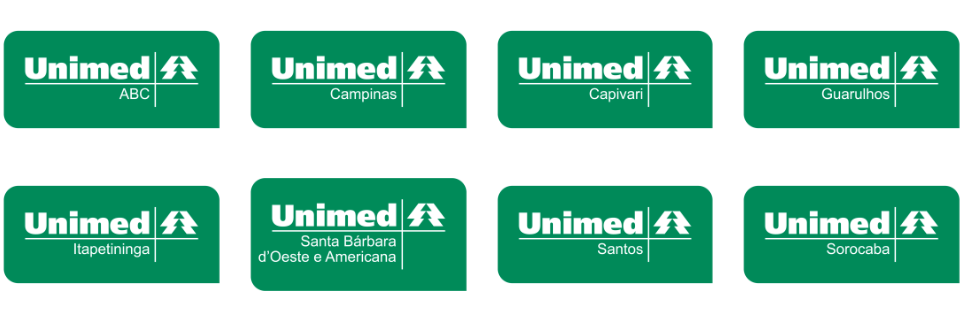 Unimed
ABC
Unimed
Campinas
Unimed
Capivari
Unimed
Guarulhos
Unimed
Itapetininga
Unimed
Santa Bárbara
d'Oeste e Americana
Unimed
Santos
Unimed
Sorocaba